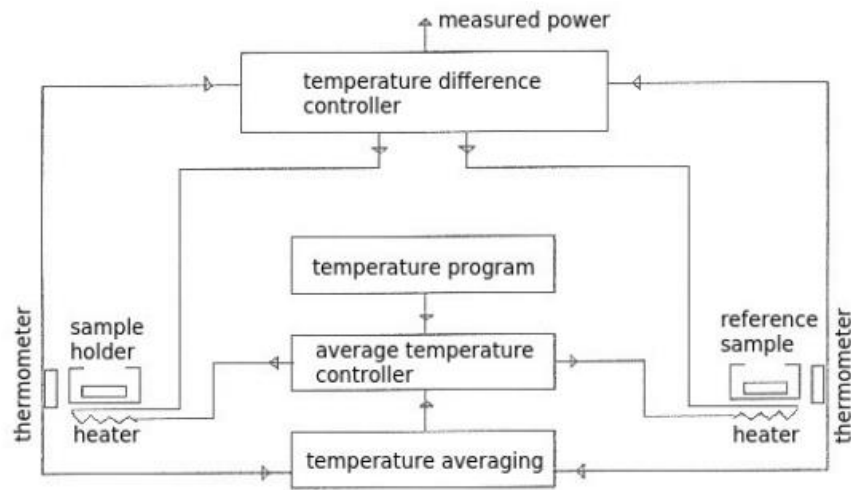 measured power
temperature difference
controller
temperature program
thermometer
sample
holder
heater
average temperature
controller
reference
sample
heater
thermometer
temperature averaging